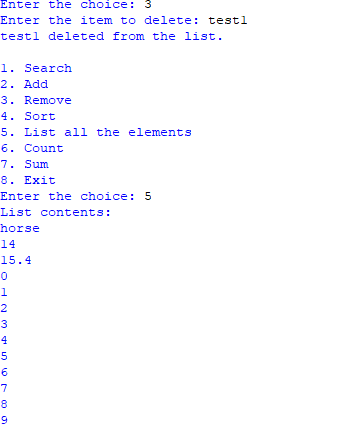 Enter the choice: 3
Enter the item to delete: test1
test1 deleted from the list.
1. Search
2. Add
3. Remove
4. Sort
5. List all the elements
6. Count
7. Sum
8. Exit
Enter the choice: 5
List contents:
horse
14
15.4
0
1
2
3
4
5
6
7
8
9